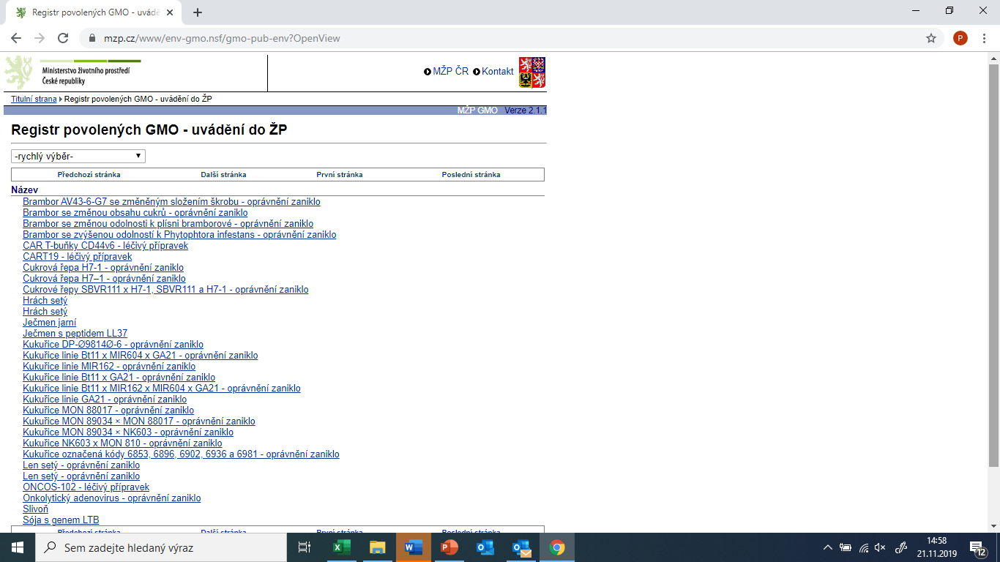 Registr povolených GMO - uvádě
mzp.cz/www/env-gmo.nsf/gmo-pub-env?OpenView
P
Ministerstvo životního prostředí
České republiky
MŽP ČR Kontakt
Titulní strana Registr povolených GMO - uvádění do ŽP
MŽP GMO Verze 2.1.1
Registr povolených GMO - uvádění do ŽP
-rychlý výběr-
Předchozí stránka Další stránka První stránka Poslední stránka
Název
Brambor AV43-6-G7 se změněným složením škrobu - oprávnění zaniklo
Brambor se změnou obsahu cukrů - oprávnění zaniklo
Brambor se změnou odolnosti k plísni bramborové - oprávnění zaniklo
Brambor se zvýšenou odolností k Phytophtora infestans - oprávnění zaniklo
CAR T-buňky CD44v6 - léčivý přípravek
CART19 - léčivý přípravek
Cukrová řepa H7-1 - oprávnění zaniklo
Cukrová řepa H7–1 - oprávnění zaniklo
Cukrové řepy SBVR111 x H7-1, SBVR111 a H7-1 - oprávnění zaniklo
Hrách setý
Hrách setý
Ječmen jarní
Ječmen s peptidem LL37
Kukuřice DP-Ø9814Ø-6 - oprávnění zaniklo
Kukuřice linie Bt11 x MIR604 x GA21 - oprávnění zaniklo
Kukuřice linie MIR162 - oprávnění zaniklo
Kukuřice linie Bt11 x GA21 - oprávnění zaniklo
Kukuřice linie Bt11 x MIR162 x MIR604 x GA21 - oprávnění zaniklo
Kukuřice linie GA21 - oprávnění zaniklo
Kukuřice MON 88017 - oprávnění zaniklo
Kukuřice MON 89034 × MON 88017 - oprávnění zaniklo
Kukuřice MON 89034 × NK603 - oprávnění zaniklo
Kukuřice NK603 x MON 810 - oprávnění zaniklo
Kukuřice označená kódy 6853, 6896, 6902, 6936 a 6981 - oprávnění zaniklo
Len setý - oprávnění zaniklo
Len setý - oprávnění zaniklo
ONCOS-102 - léčivý přípravek
Onkolytický adenovirus - oprávnění zaniklo
Slivoň
Sója s genem LTB
Předchozí stránka Další stránka První stránka Poslední stránka
Sem zadejte hledaný výraz
14:58
21.11.2019
12